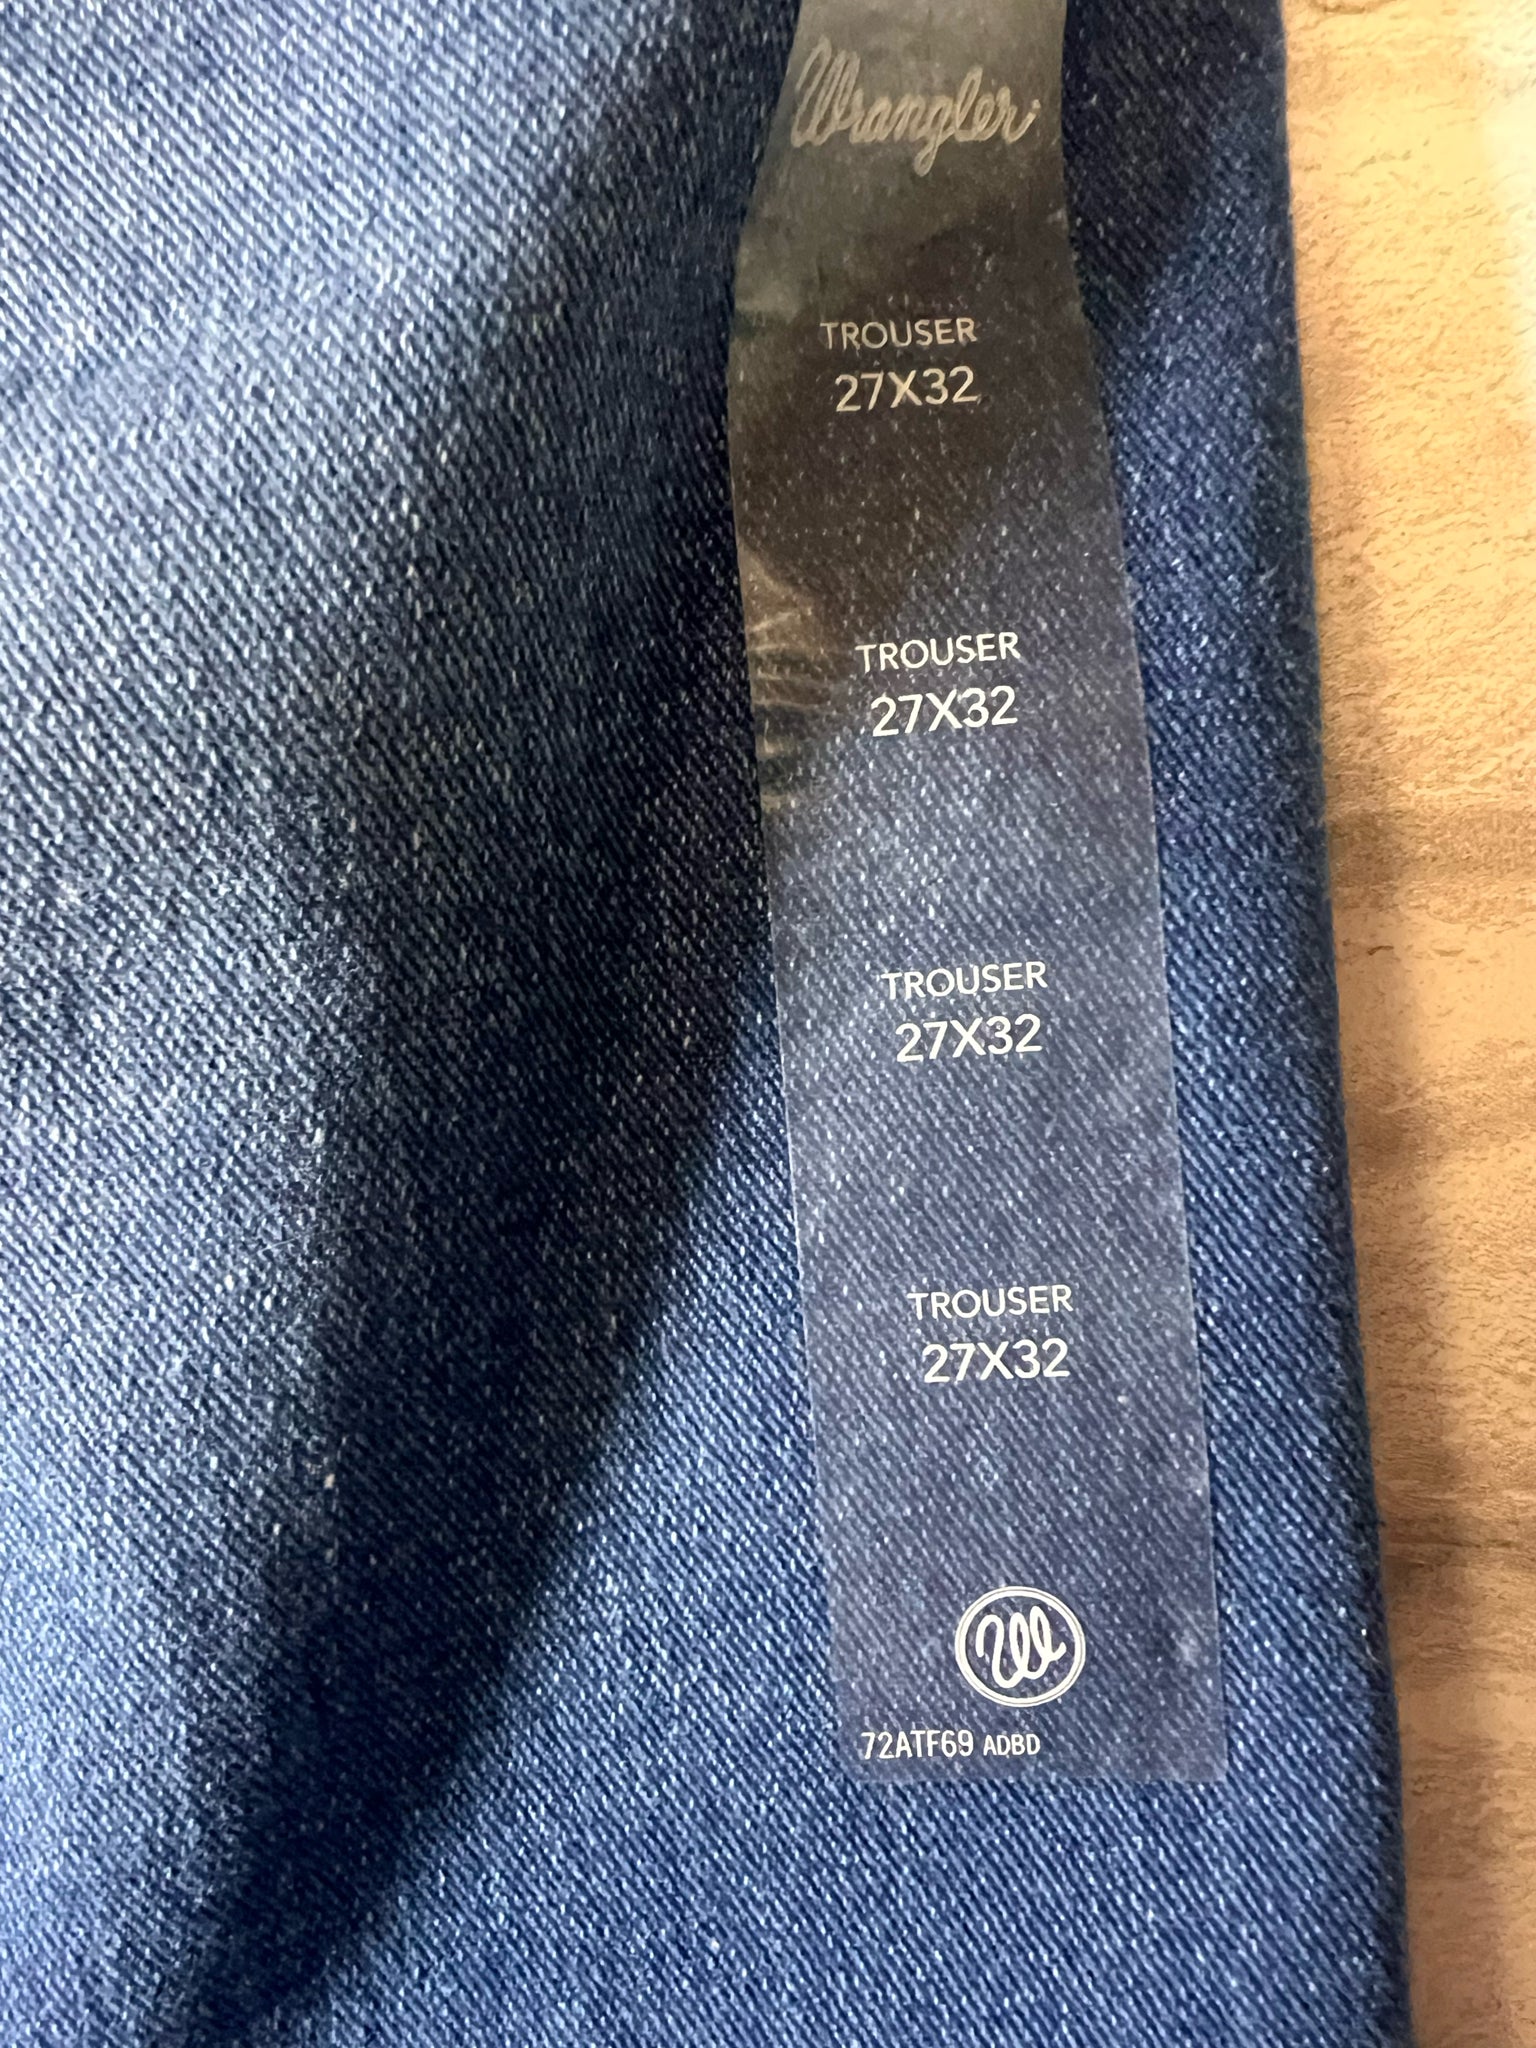 Wrangler
TROUSER
27X32
TROUSER
27X32
TROUSER
27X32
TROUSER
27X32
W
72ATF69 ADBD